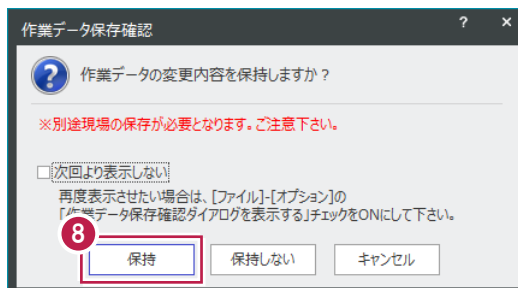 作業データ保存確認
? ×
作業データの変更内容を保持しますか？
※別途現場の保存が必要となります。ご注意下さい。
次回より表示しない
再度表示させたい場合は、[ファイル]-[オプション]の
「作業データ保存確認ダイアログを表示する」チェックをONにして下さい。
8
保持 保持しない キャンセル